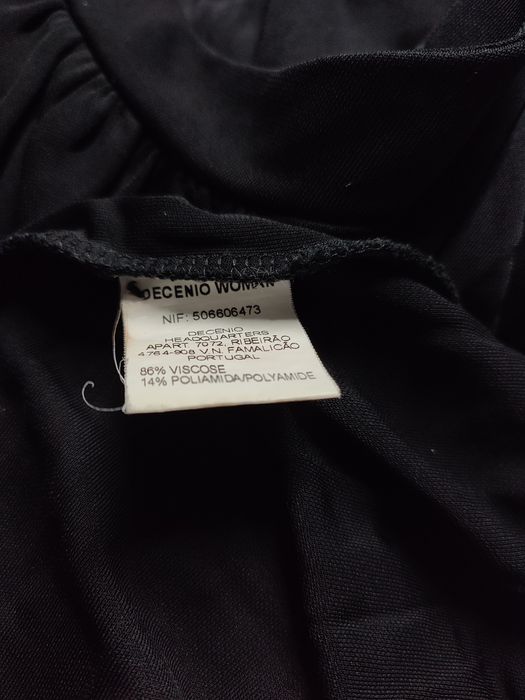 DECENIO WOMAN
NIF: 506606473
DECENIO
HEADQUARTERS
APART 7072, RIBEIRÃO
4764-908 V.N. FAMALICÃO
PORTUGAL
86% VISCOSE
14% POLIAMIDA/POLYAMIDE